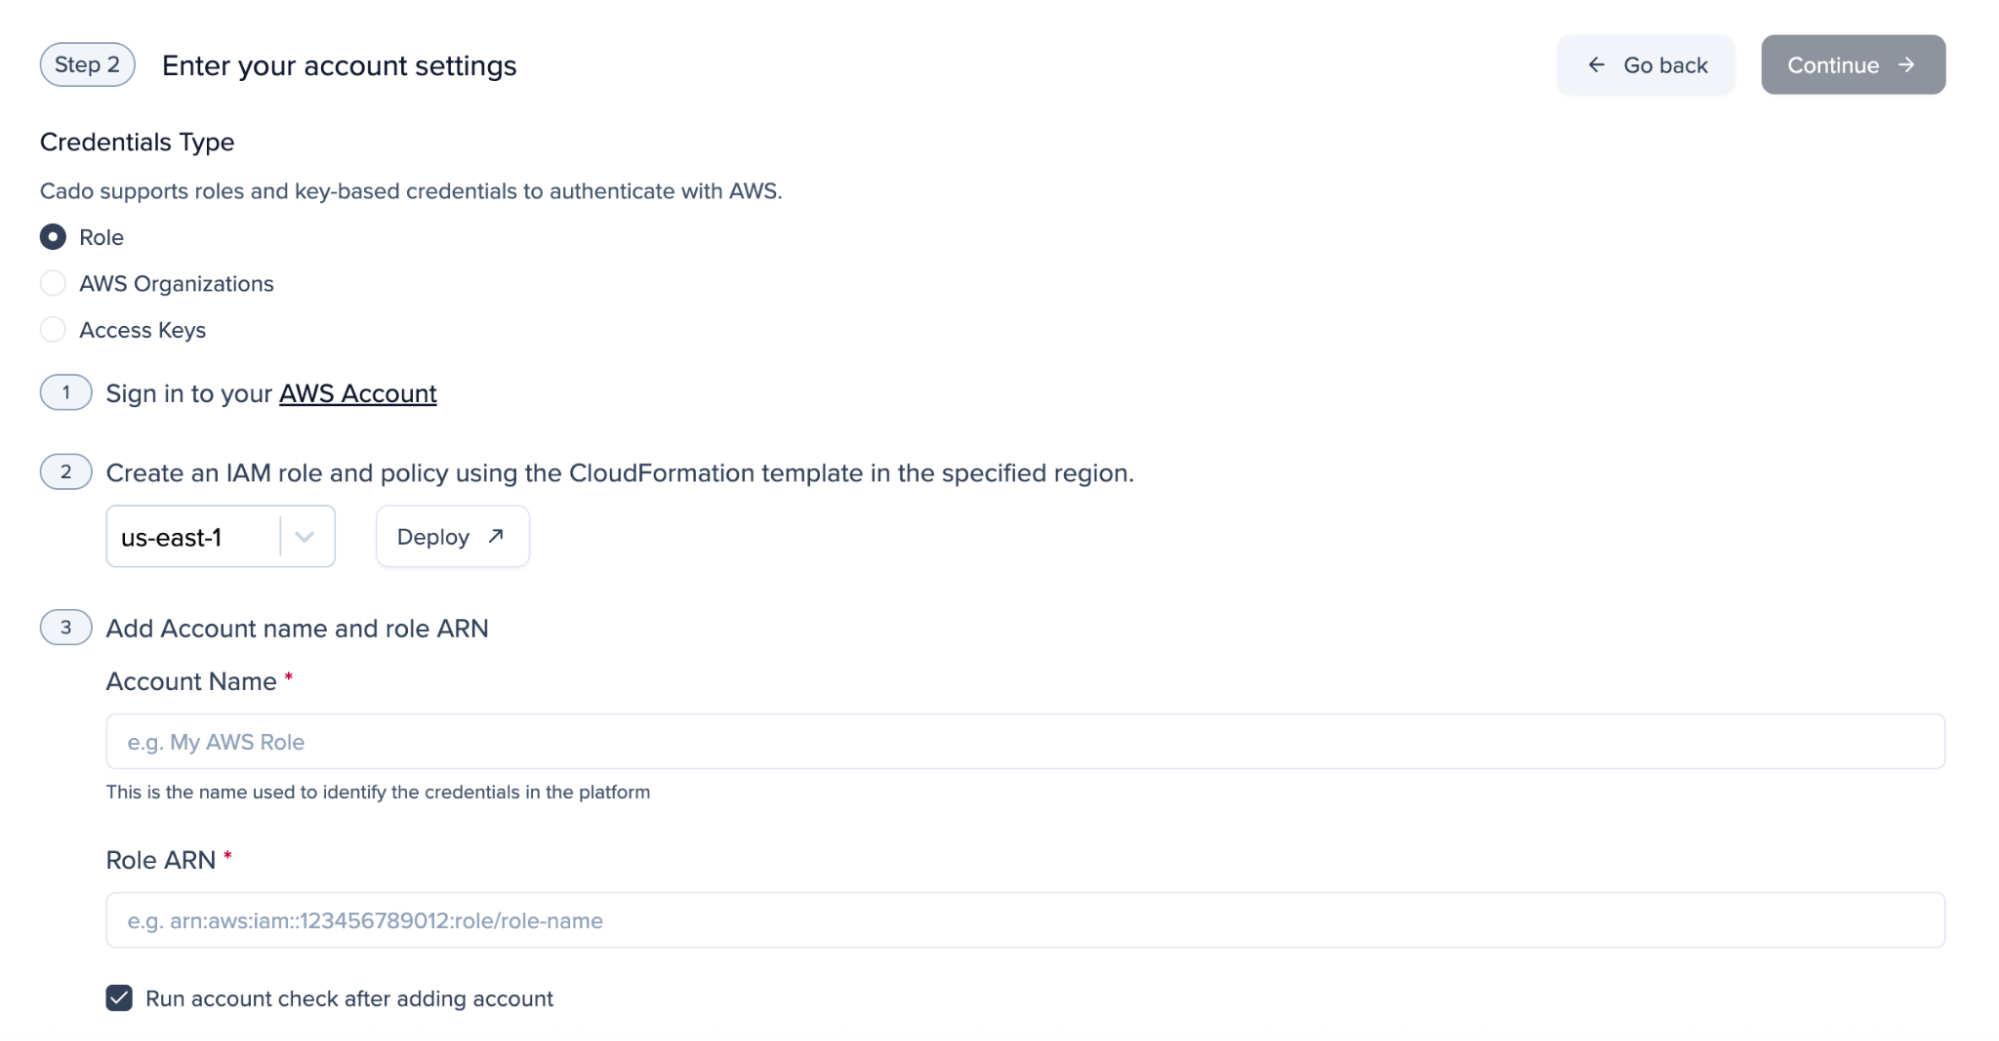 Step 2 Enter your account settings Go back Continue
Credentials Type
Cado supports roles and key-based credentials to authenticate with AWS.
Role
AWS Organizations
Access Keys
1 Sign in to your AWS Account
2 Create an IAM role and policy using the CloudFormation template in the specified region.
us-east-1 Deploy
3 Add Account name and role ARN
Account Name *
e.g. My AWS Role
This is the name used to identify the credentials in the platform
Role ARN *
e.g. arn:aws:iam::123456789012:role/role-name
Run account check after adding account